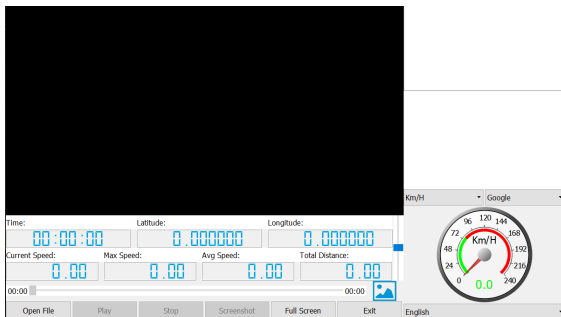 Km/H Google
Time: Latitude: Longitude:
00:00:00 0.000000 0.000000
Current Speed: Max Speed: Avg Speed: Total Distance:
0.00 0.00 0.00 0.00
00:00 00:00
0 24 48 72 96 120 144 168 192 216 240
Km/H
0.0
Open File Play Stop Screenshot Full Screen Exit
English